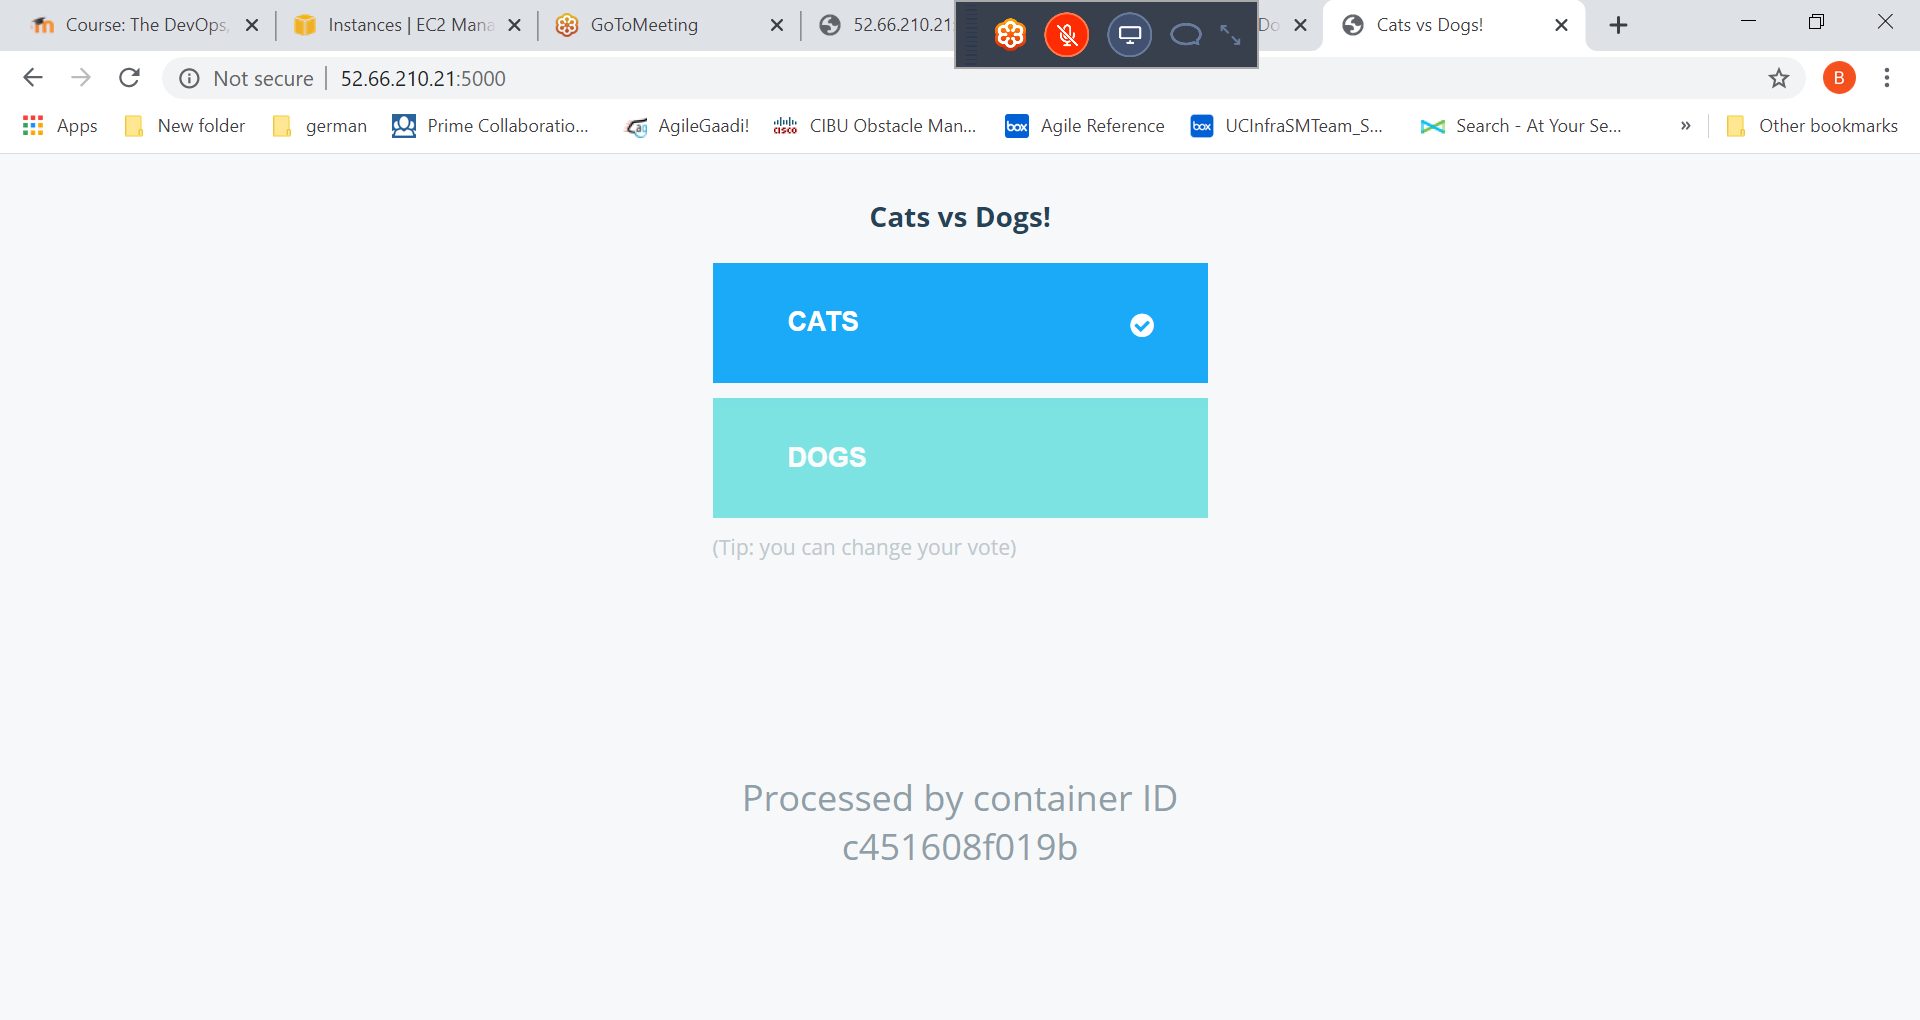 Course: The DevOps,
Instances | EC2 Mana
GoToMeeting
52.66.210.21
Do
Cats vs Dogs!
Not secure
52.66.210.21:5000
B
Apps
New folder
german
Prime Collaboratio...
AgileGaadi!
CISCO
CIBU Obstacle Man...
box
Agile Reference
box
UCInfraSMTeam_S...
Search - At Your Se...
»
Other bookmarks
Cats vs Dogs!
CATS
DOGS
(Tip: you can change your vote)
Processed by container ID
c451608f019b